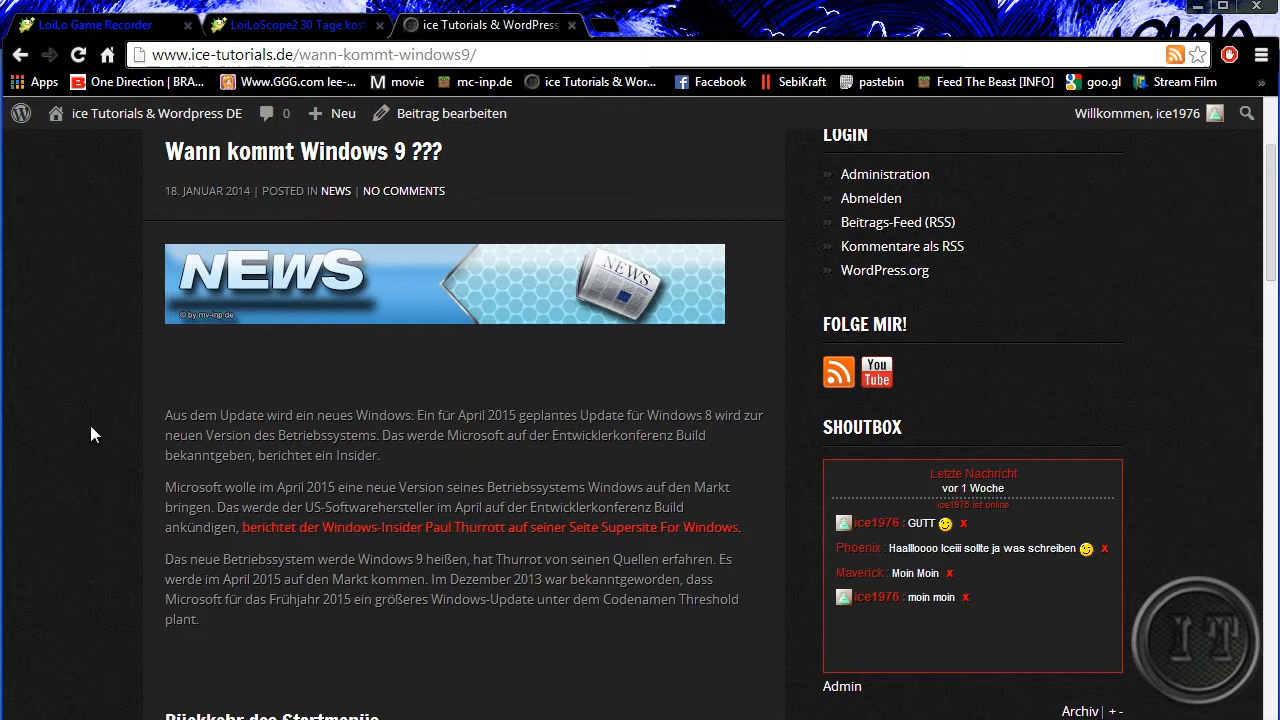 LoiLo Game Recorder
LoiLoScope2 30 Tage kost
ice Tutorials & WordPress
www.ice-tutorials.de/wann-kommt-windows9/
Apps
One Direction | BRA...
Www.GGG.com lee-...
movie
mc-inp.de
ice Tutorials & Wor...
Facebook
SebiKraft
pastebin
Feed The Beast [INFO]
goo.gl
Stream Film
»
ice Tutorials & Wordpress DE
0
Neu
Beitrag bearbeiten
Willkommen, ice1976
Wann kommt Windows 9 ???
18. JANUAR 2014 | POSTED IN NEWS | NO COMMENTS
NEWS
NEWS
© by mv-inp.de
Aus dem Update wird ein neues Windows: Ein für April 2015 geplantes Update für Windows 8 wird zur
neuen Version des Betriebssystems. Das werde Microsoft auf der Entwicklerkonferenz Build
bekanntgeben, berichtet ein Insider.
Microsoft wolle im April 2015 eine neue Version seines Betriebssystems Windows auf den Markt
bringen. Das werde der US-Softwarehersteller im April auf der Entwicklerkonferenz Build
ankündigen, berichtet der Windows-Insider Paul Thurrott auf seiner Seite Supersite For Windows.
Das neue Betriebssystem werde Windows 9 heißen, hat Thurrot von seinen Quellen erfahren. Es
werde im April 2015 auf den Markt kommen. Im Dezember 2013 war bekanntgeworden, dass
Microsoft für das Frühjahr 2015 ein größeres Windows-Update unter dem Codenamen Threshold
plant.
Rückkehr des Startmenüs
LOGIN
Administration
Abmelden
Beitrags-Feed (RSS)
Kommentare als RSS
WordPress.org
FOLGE MIR!
You
Tube
SHOUTBOX
Letzte Nachricht
vor 1 Woche
ice1976 ist online
ice1976 : GUTT x
Phoenix : Haallloooo Iceiii sollte ja was schreiben x
Maverick : Moin Moin x
ice1976 : moin moin x
Admin
Archiv | + -
IT